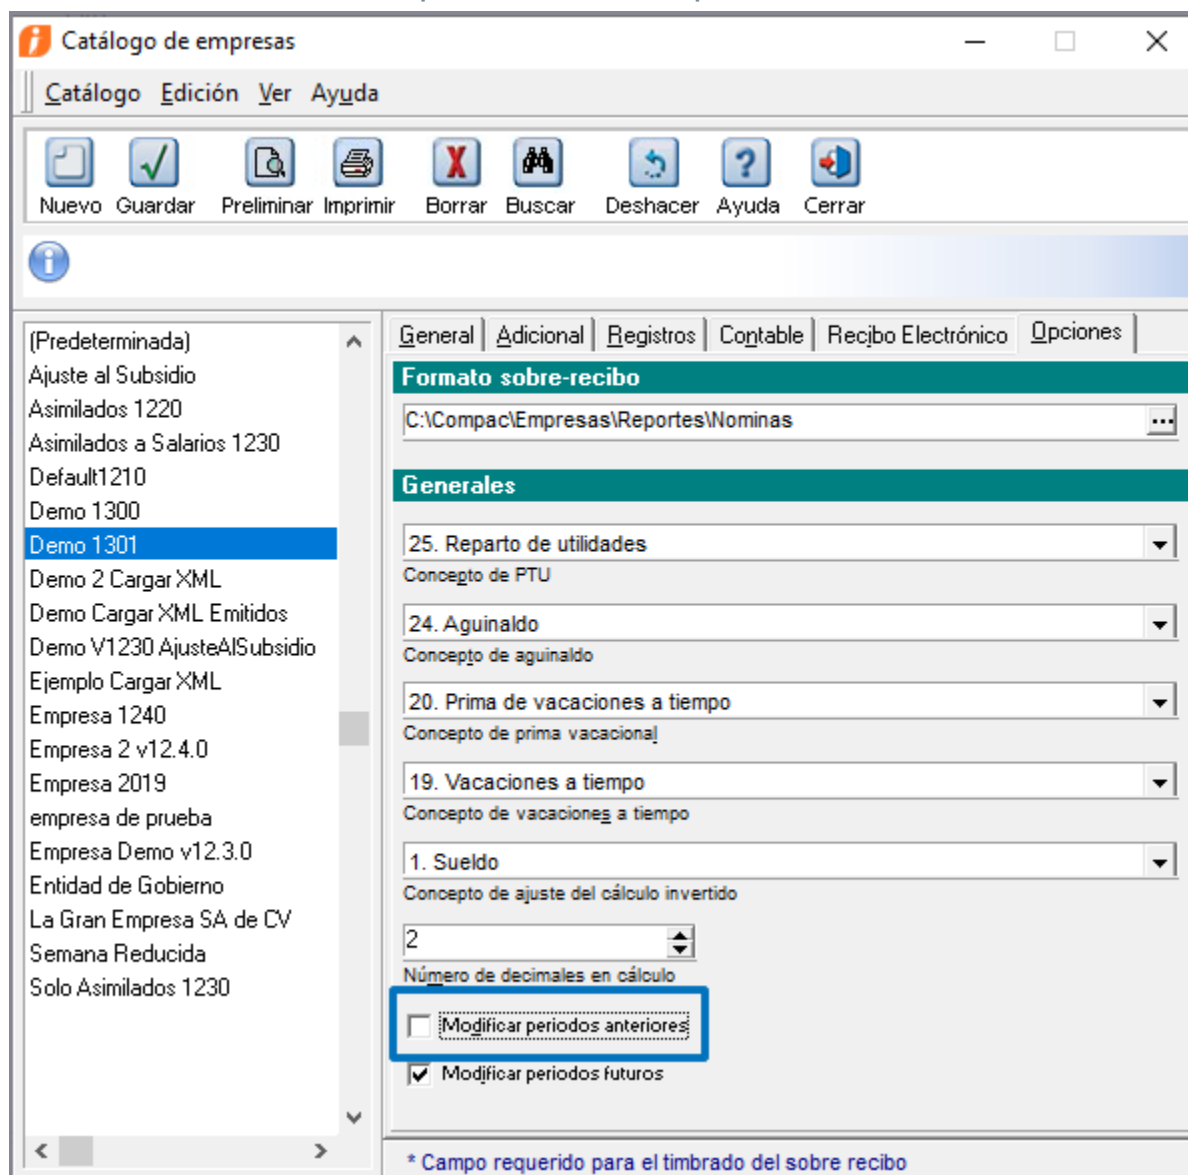 Catálogo de empresas
Catálogo Edición Ver Ayuda
Nuevo Guardar Preliminar Imprimir Borrar Buscar Deshacer Ayuda Cerrar
(Predeterminada)
Ajuste al Subsidio
Asimilados 1220
Asimilados a Salarios 1230
Default1210
Demo 1300
Demo 1301
Demo 2 Cargar XML
Demo Cargar XML Emitidos
Demo V1230 AjusteAlSubsidio
Ejemplo Cargar XML
Empresa 1240
Empresa 2 v12.4.0
Empresa 2019
empresa de prueba
Empresa Demo v12.3.0
Entidad de Gobierno
La Gran Empresa SA de CV
Semana Reducida
Solo Asimilados 1230
General Adicional Registros Contable Recibo Electrónico Opciones
Formato sobre-recibo
C:\Compac\Empresas\Reportes\Nominas ...
Generales
25. Reparto de utilidades
Concepto de PTU
24. Aguinaldo
Concepto de aguinaldo
20. Prima de vacaciones a tiempo
Concepto de prima vacacional
19. Vacaciones a tiempo
Concepto de vacaciones a tiempo
1. Sueldo
Concepto de ajuste del cálculo invertido
2
Número de decimales en cálculo
Modificar periodos anteriores
Modificar periodos futuros
* Campo requerido para el timbrado del sobre recibo